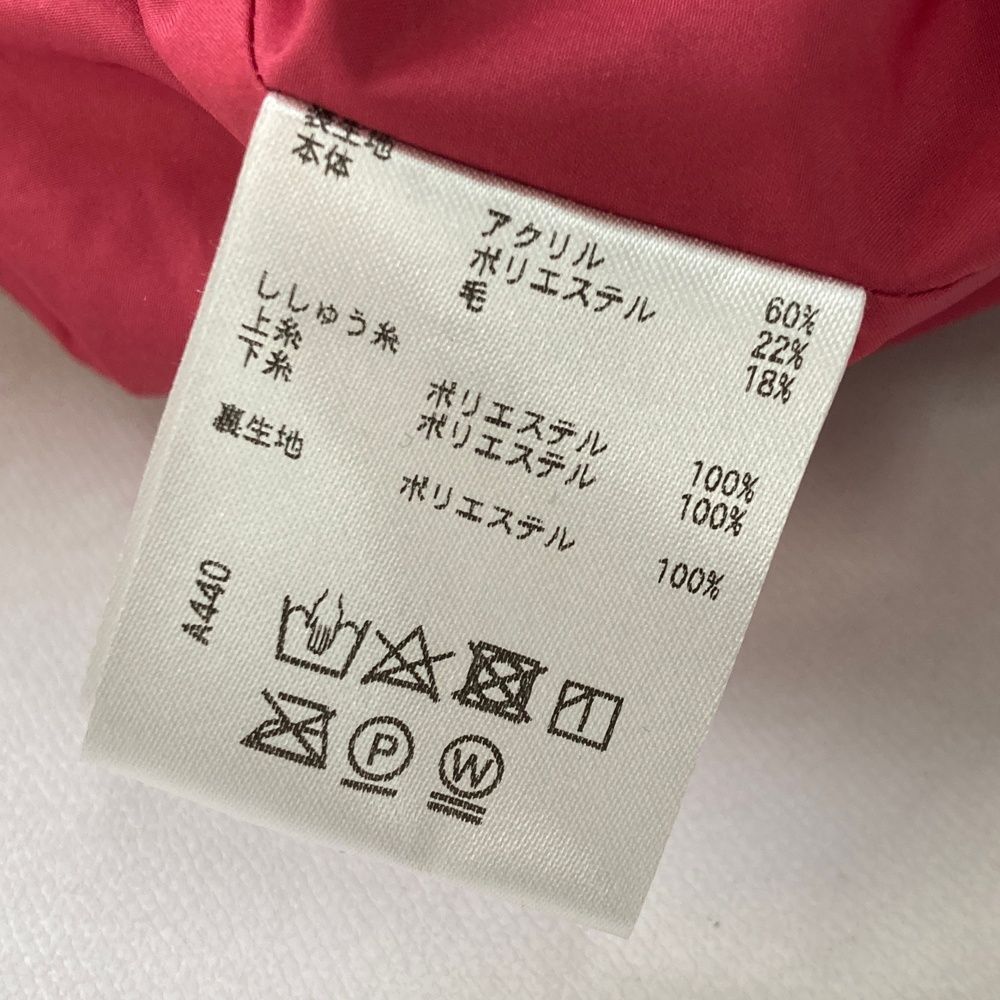 表生地
本体
アクリル 60%
ポリエステル 22%
毛 18%
ししゅう糸
上糸 ポリエステル 100%
下糸 ポリエステル 100%
裏生地 ポリエステル 100%
A440
P
W